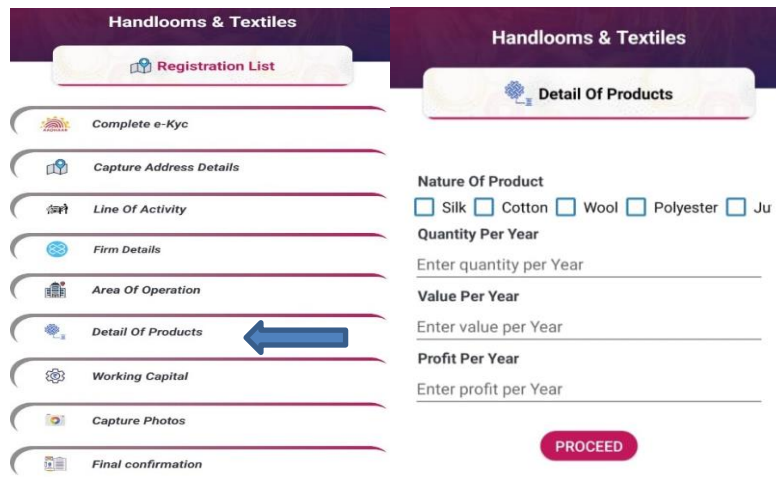 Handlooms & Textiles
Registration List
AADHAAR
Complete e-Kyc
Capture Address Details
Line Of Activity
Firm Details
Area Of Operation
Detail Of Products
Working Capital
Capture Photos
Final confirmation
Handlooms & Textiles
Detail Of Products
Nature Of Product
Silk Cotton Wool Polyester Ju
Quantity Per Year
Enter quantity per Year
Value Per Year
Enter value per Year
Profit Per Year
Enter profit per Year
PROCEED